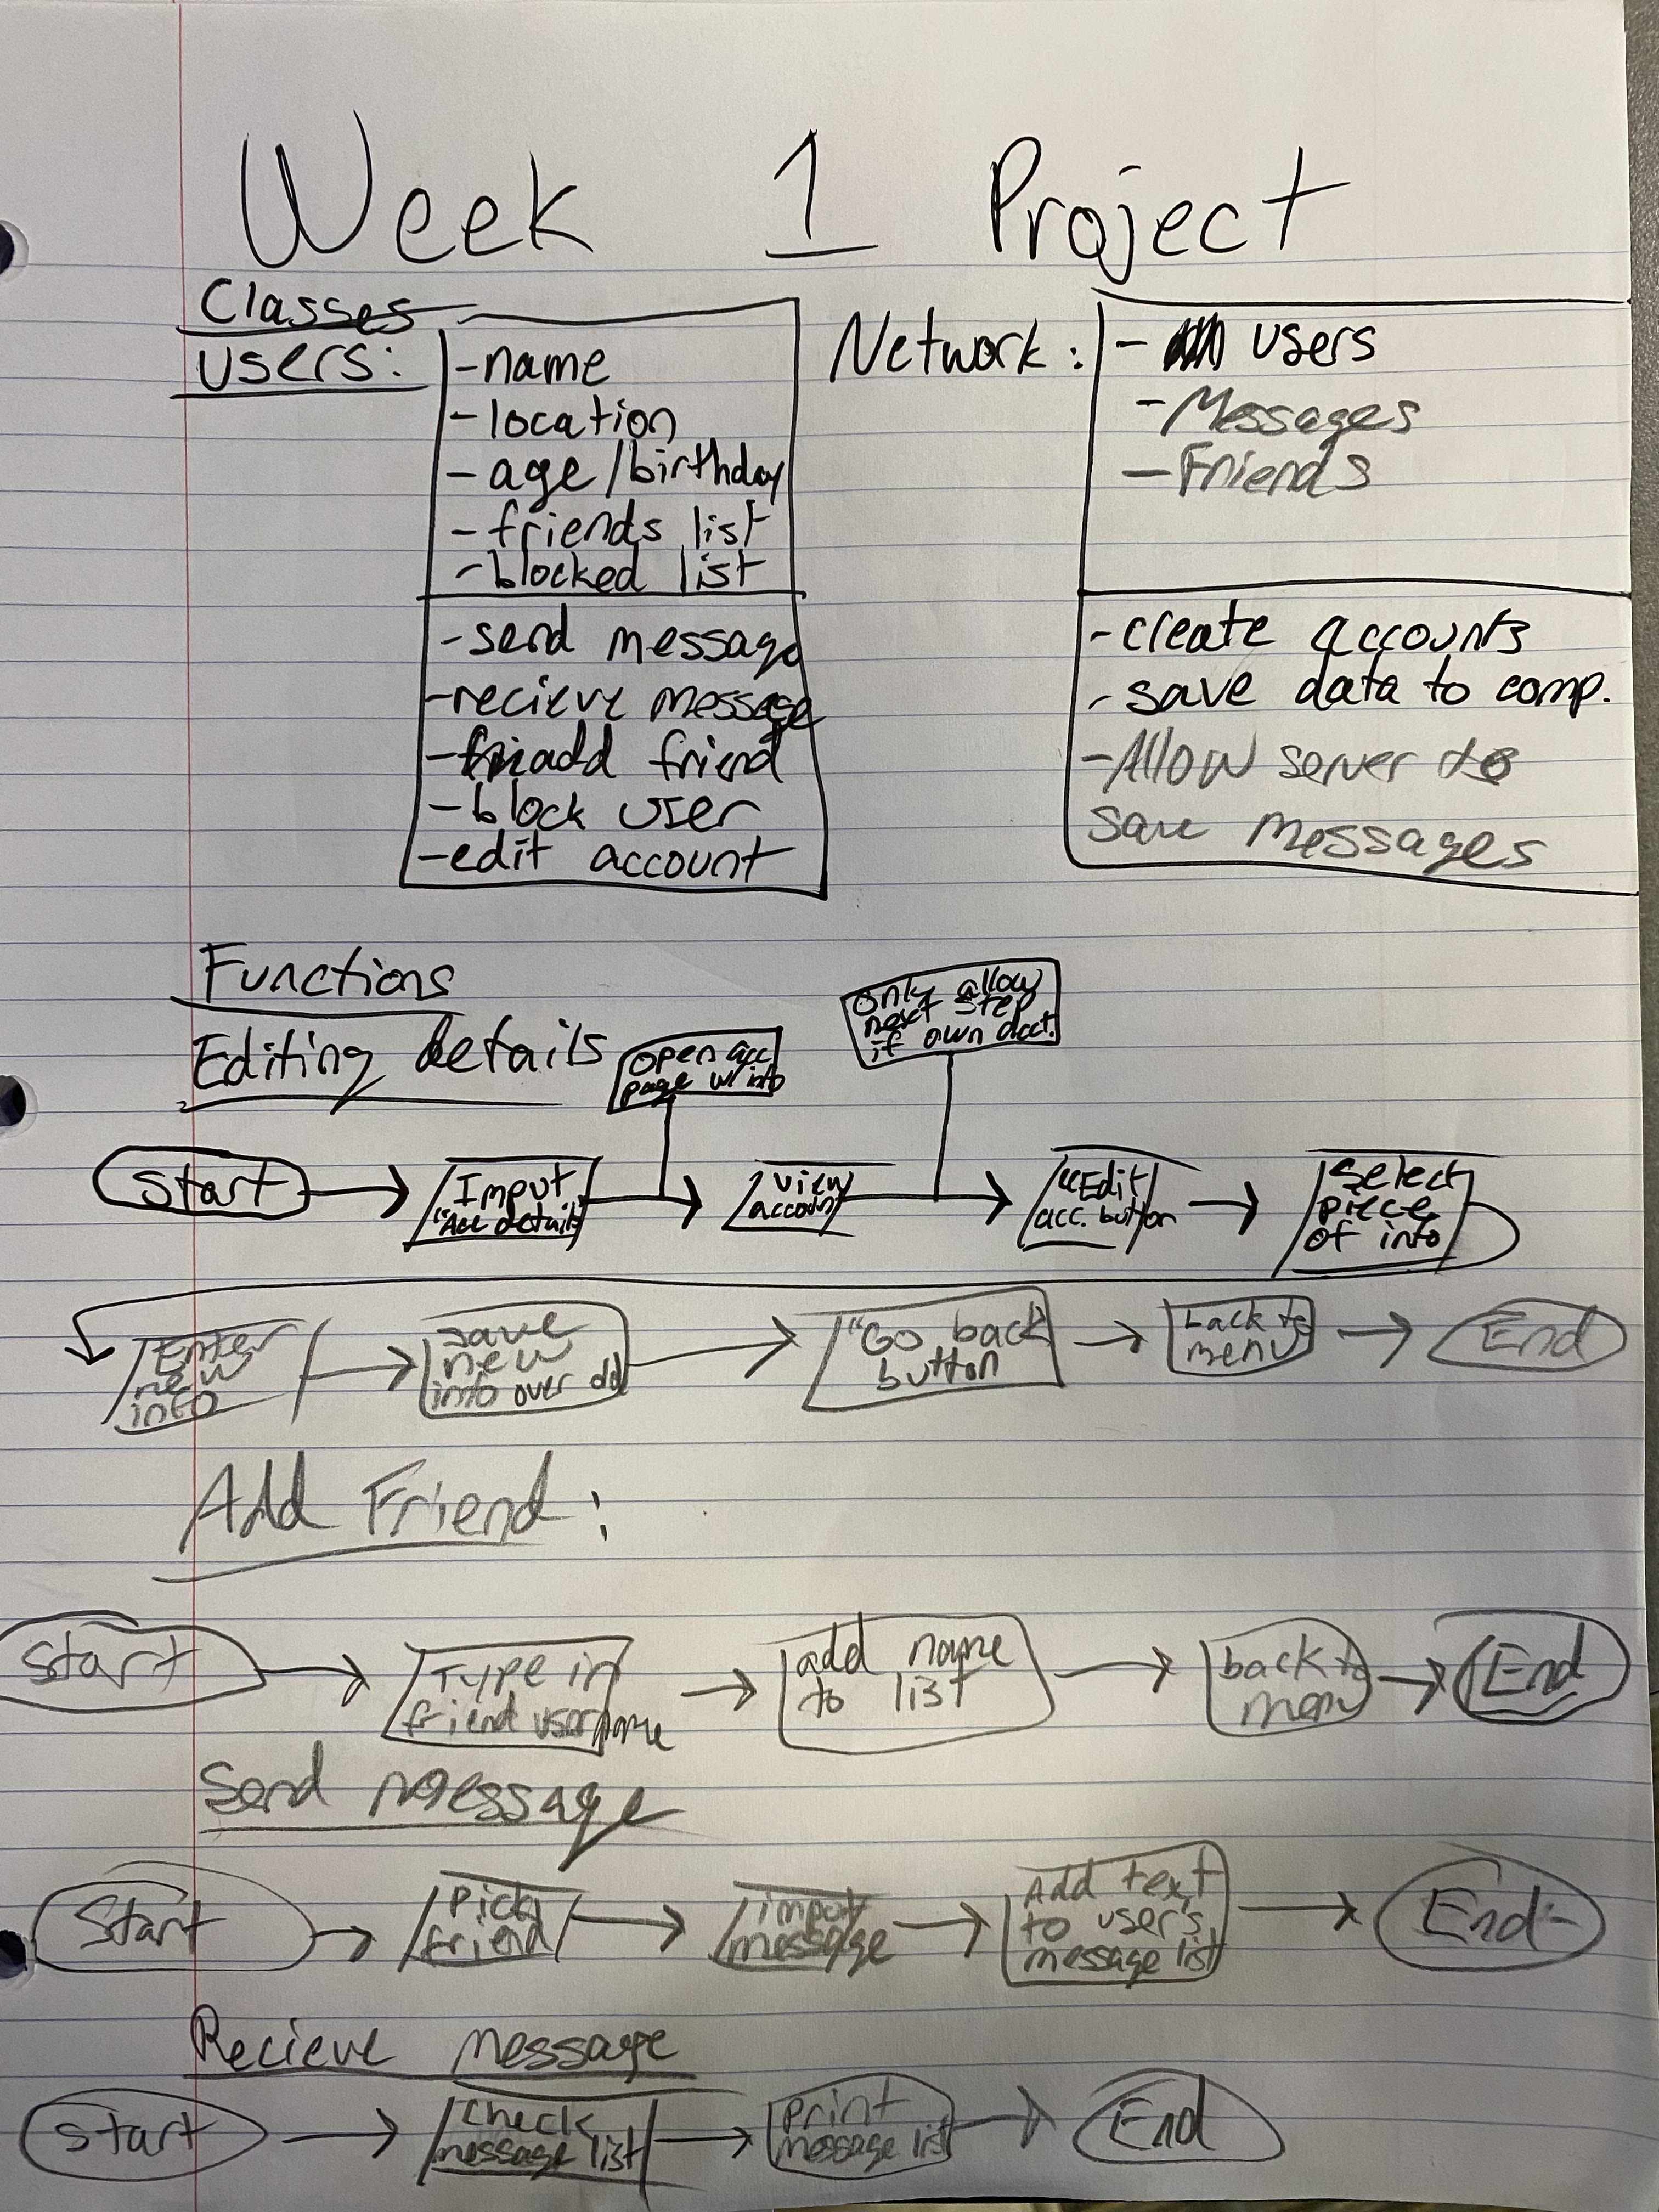 Week 1 Project
Classes
Users:
-name
-location
-age/birthday
-friends list
-blocked list
-send message
-recieve message
-add friend
-block user
-edit account
Network:
- users
-Messages
-Friends
-create accounts
-save data to comp.
-Allow server to
save messages
Functions
Editing details
open acc
page w/ info
only allow
next step
if own acct.
Start
Imput
"Acc details
view
account
"Edit
acc. button
Select
piece
of info
Enter
new
info
save
new
info over old
"Go back
button
back to
menu
End
Add Friend:
Start
Type in
friend username
add name
to list
back to
menu
End
Send message
Start
Pick
friend
imput
message
Add text
to user's
message list
End
Recieve message
Start
check
message list
print
message list
End